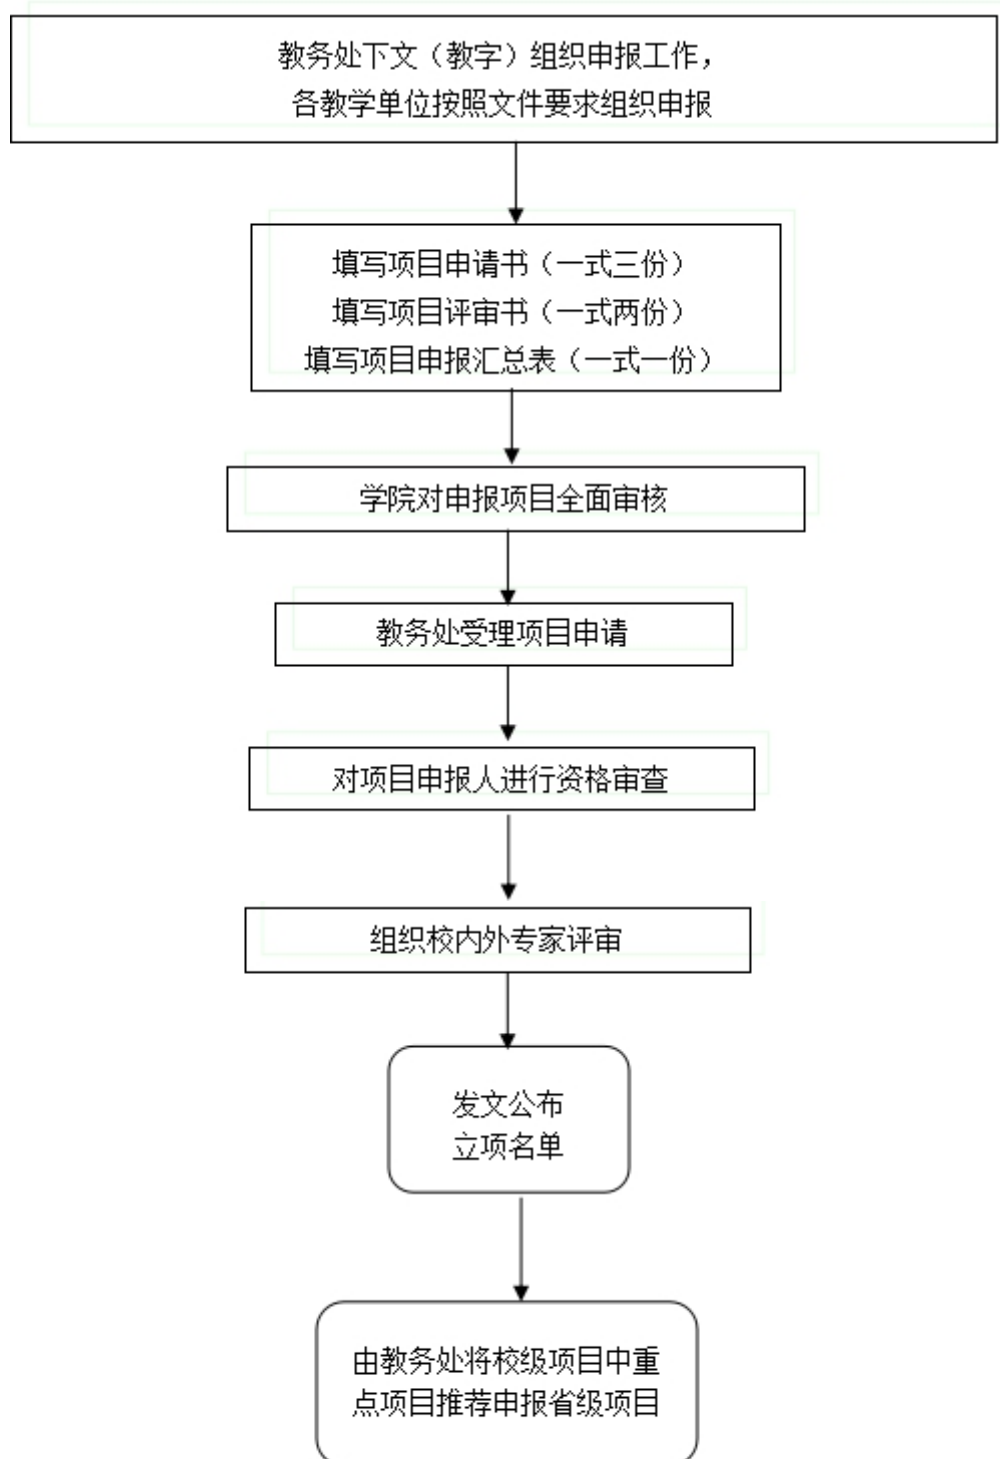 教务处下文（教字）组织申报工作，
各教学单位按照文件要求组织申报
填写项目申请书（一式三份）
填写项目评审书（一式两份）
填写项目申报汇总表（一式一份）
学院对申报项目全面审核
教务处受理项目申请
对项目申报人进行资格审查
组织校内外专家评审
发文公布
立项名单
由教务处将校级项目中重
点项目推荐申报省级项目